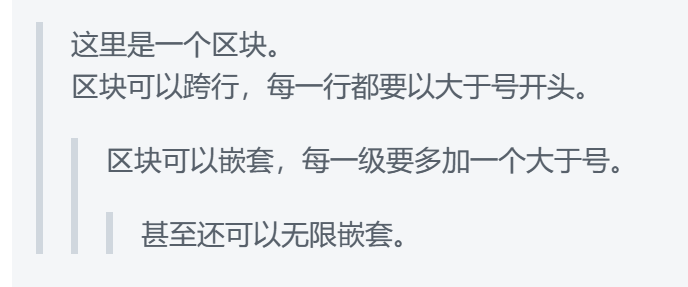 这里是一个区块。
区块可以跨行，每一行都要以大于号开头。
区块可以嵌套，每一级要多加一个大于号。
甚至还可以无限嵌套。